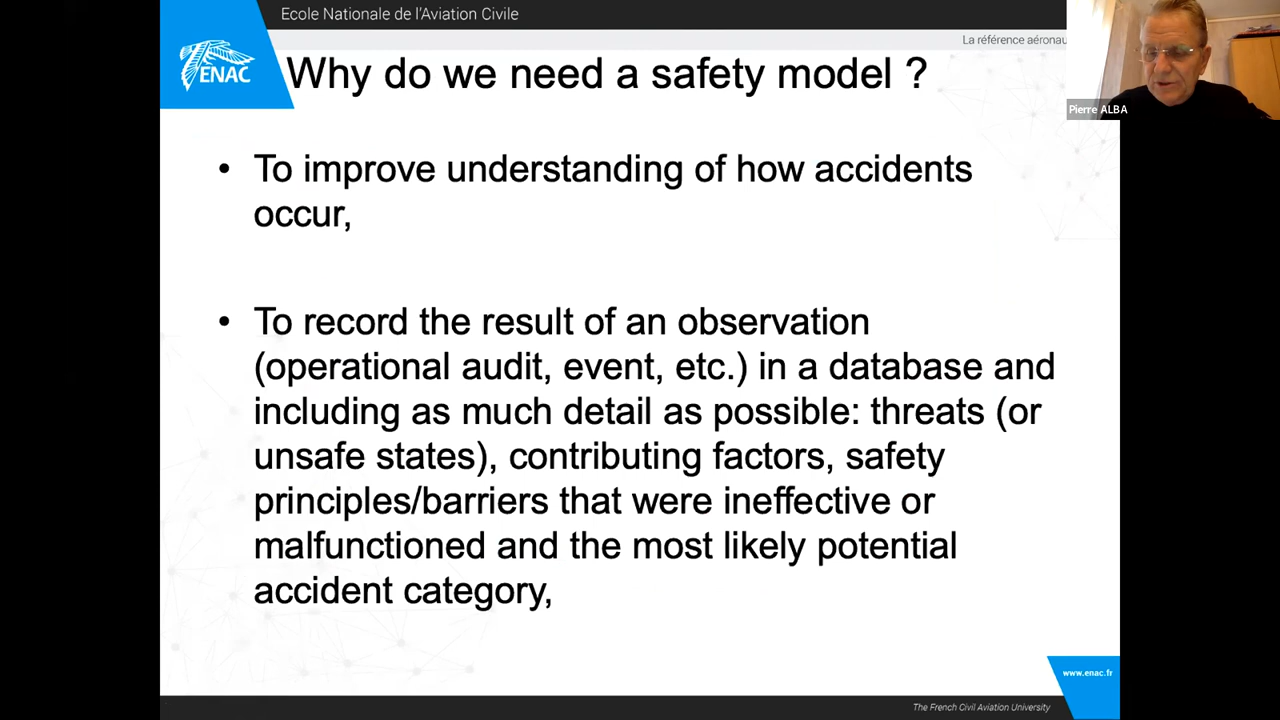 Ecole Nationale de l'Aviation Civile
La référence aéronau
ENAC
Why do we need a safety model ?
Pierre ALBA
• To improve understanding of how accidents
occur,
• To record the result of an observation
(operational audit, event, etc.) in a database and
including as much detail as possible: threats (or
unsafe states), contributing factors, safety
principles/barriers that were ineffective or
malfunctioned and the most likely potential
accident category,
www.enac.fr
The French Civil Aviation University